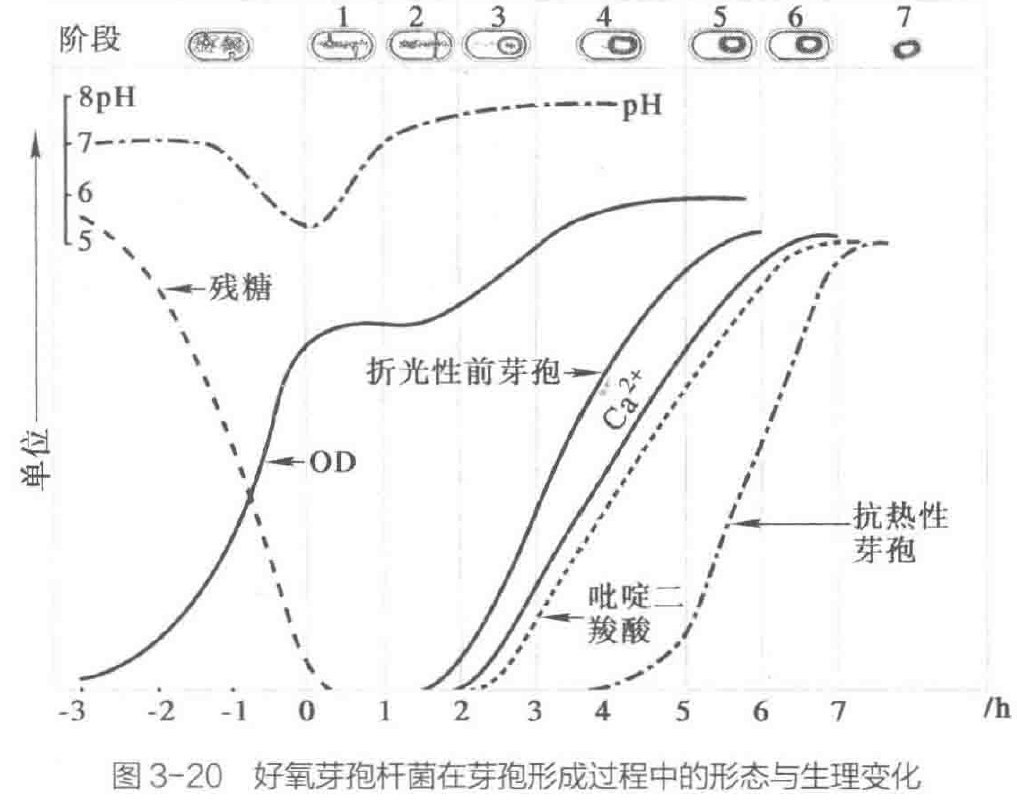 阶段 1 2 3 4 5 6 7
8pH
pH
7
6
5
残糖
折光性前芽孢
Ca²⁺
OD
单位
抗热性
芽孢
吡啶二
羧酸
-3 -2 -1 0 1 2 3 4 5 6 7 /h
图 3-20 好氧芽孢杆菌在芽孢形成过程中的形态与生理变化